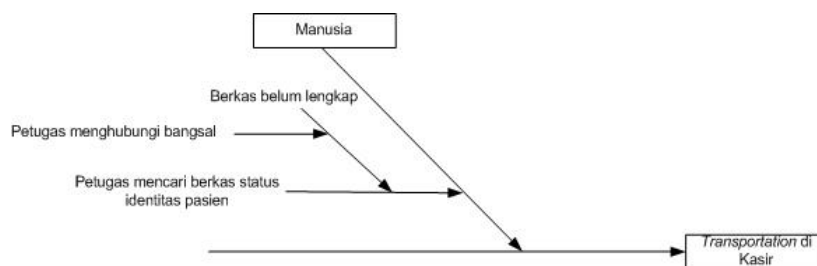 Manusia
Berkas belum lengkap
Petugas menghubungi bangsal
Petugas mencari berkas status
identitas pasien
Transportation di
Kasir